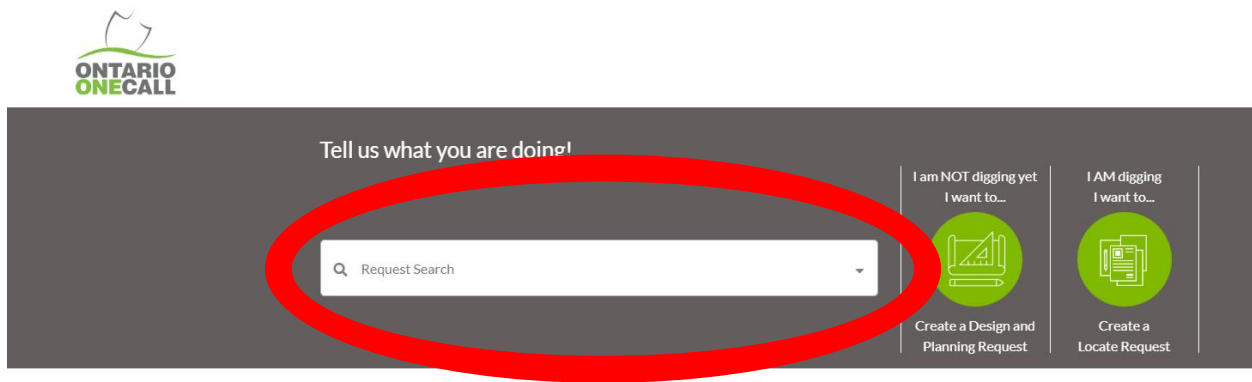 ONTARIO
ONECALL
Tell us what you are doing!
Request Search
I am NOT digging yet
I want to...
Create a Design and
Planning Request
I AM digging
I want to...
Create a
Locate Request